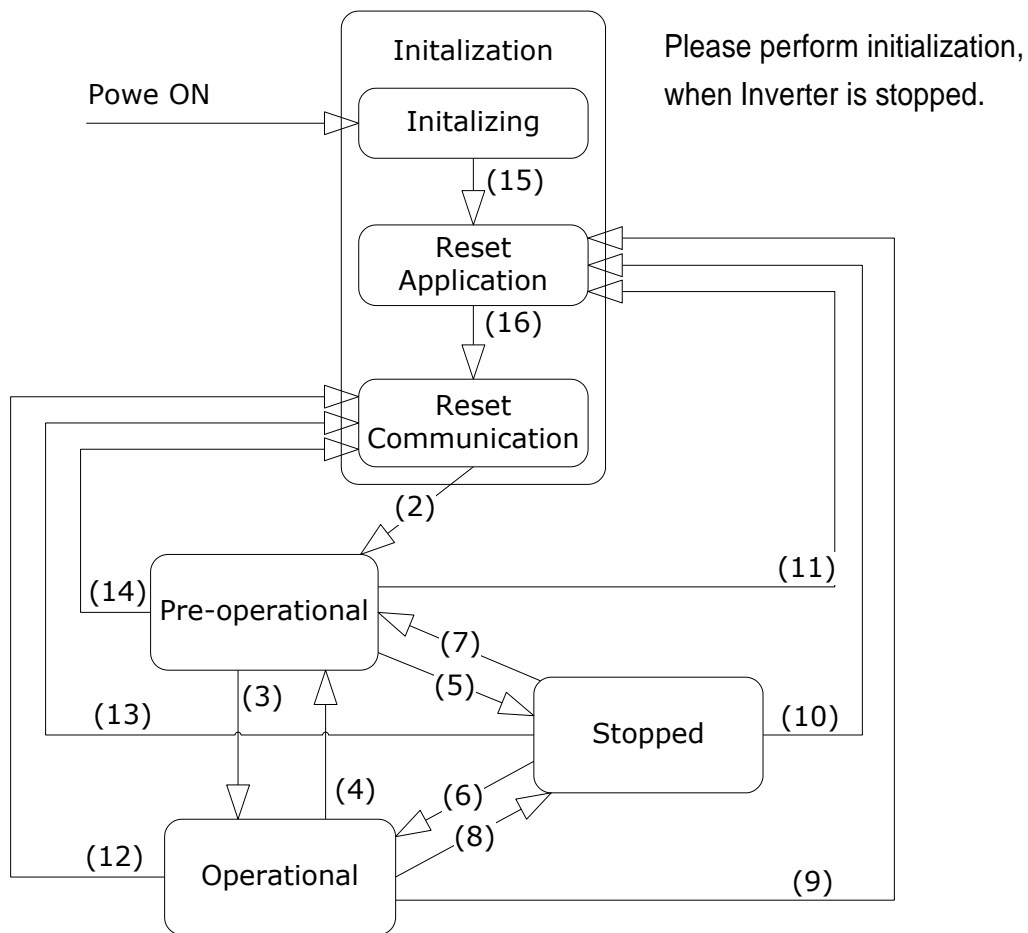 Please perform initialization,
when Inverter is stopped.
Initalization
Powe ON
Initalizing
(15)
Reset
Application
(16)
Reset
Communication
(2)
(14)
Pre-operational
(11)
(7)
(3)
(5)
(13)
Stopped
(10)
(4)
(6)
(8)
(12)
Operational
(9)